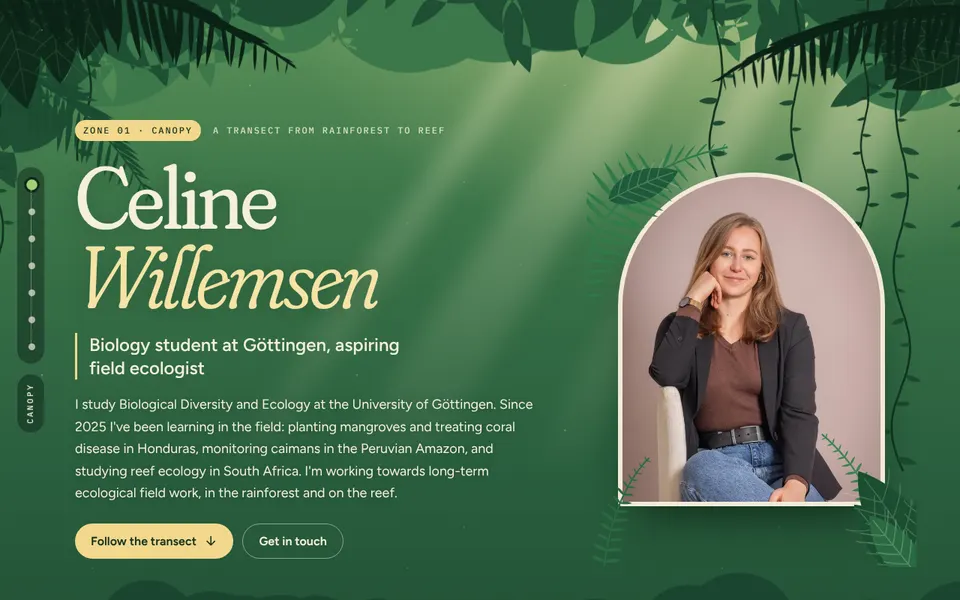 ZONE 01 · CANOPY
A TRANSECT FROM RAINFOREST TO REEF
Celine
Willemsen
Biology student at Göttingen, aspiring
field ecologist
I study Biological Diversity and Ecology at the University of Göttingen. Since
2025 I've been learning in the field: planting mangroves and treating coral
disease in Honduras, monitoring caimans in the Peruvian Amazon, and
studying reef ecology in South Africa. I'm working towards long-term
ecological field work, in the rainforest and on the reef.
Follow the transect ↓
Get in touch
CANOPY